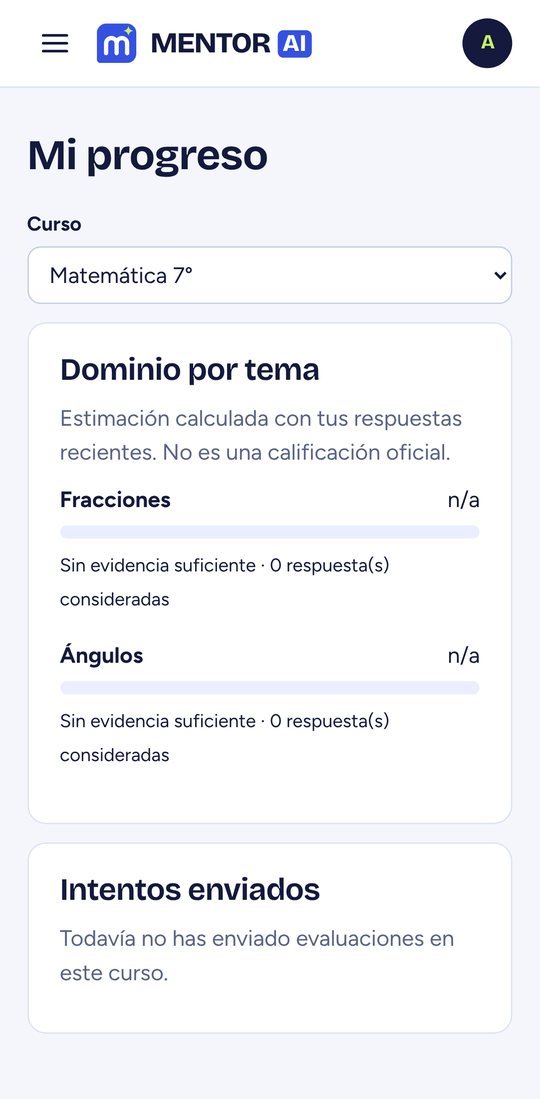 m MENTOR AI
A
Mi progreso
Curso
Matemática 7°
Dominio por tema
Estimación calculada con tus respuestas
recientes. No es una calificación oficial.
Fracciones n/a
Sin evidencia suficiente · 0 respuesta(s)
consideradas
Ángulos n/a
Sin evidencia suficiente · 0 respuesta(s)
consideradas
Intentos enviados
Todavía no has enviado evaluaciones en
este curso.